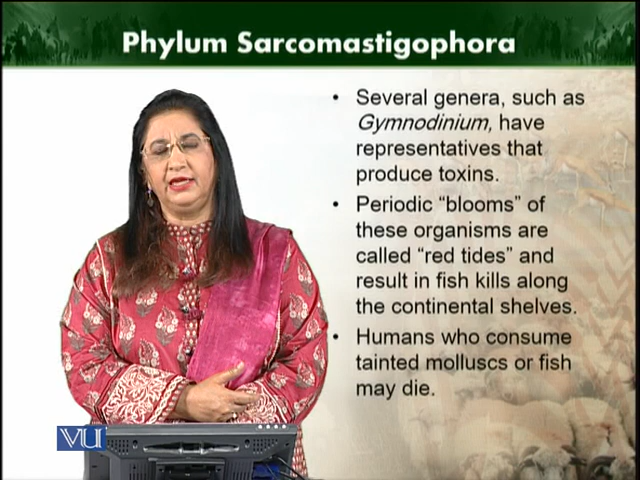 Phylum Sarcomastigophora
• Several genera, such as
Gymnodinium, have
representatives that
produce toxins.
• Periodic “blooms” of
these organisms are
called “red tides” and
result in fish kills along
the continental shelves.
• Humans who consume
tainted molluscs or fish
may die.
VU